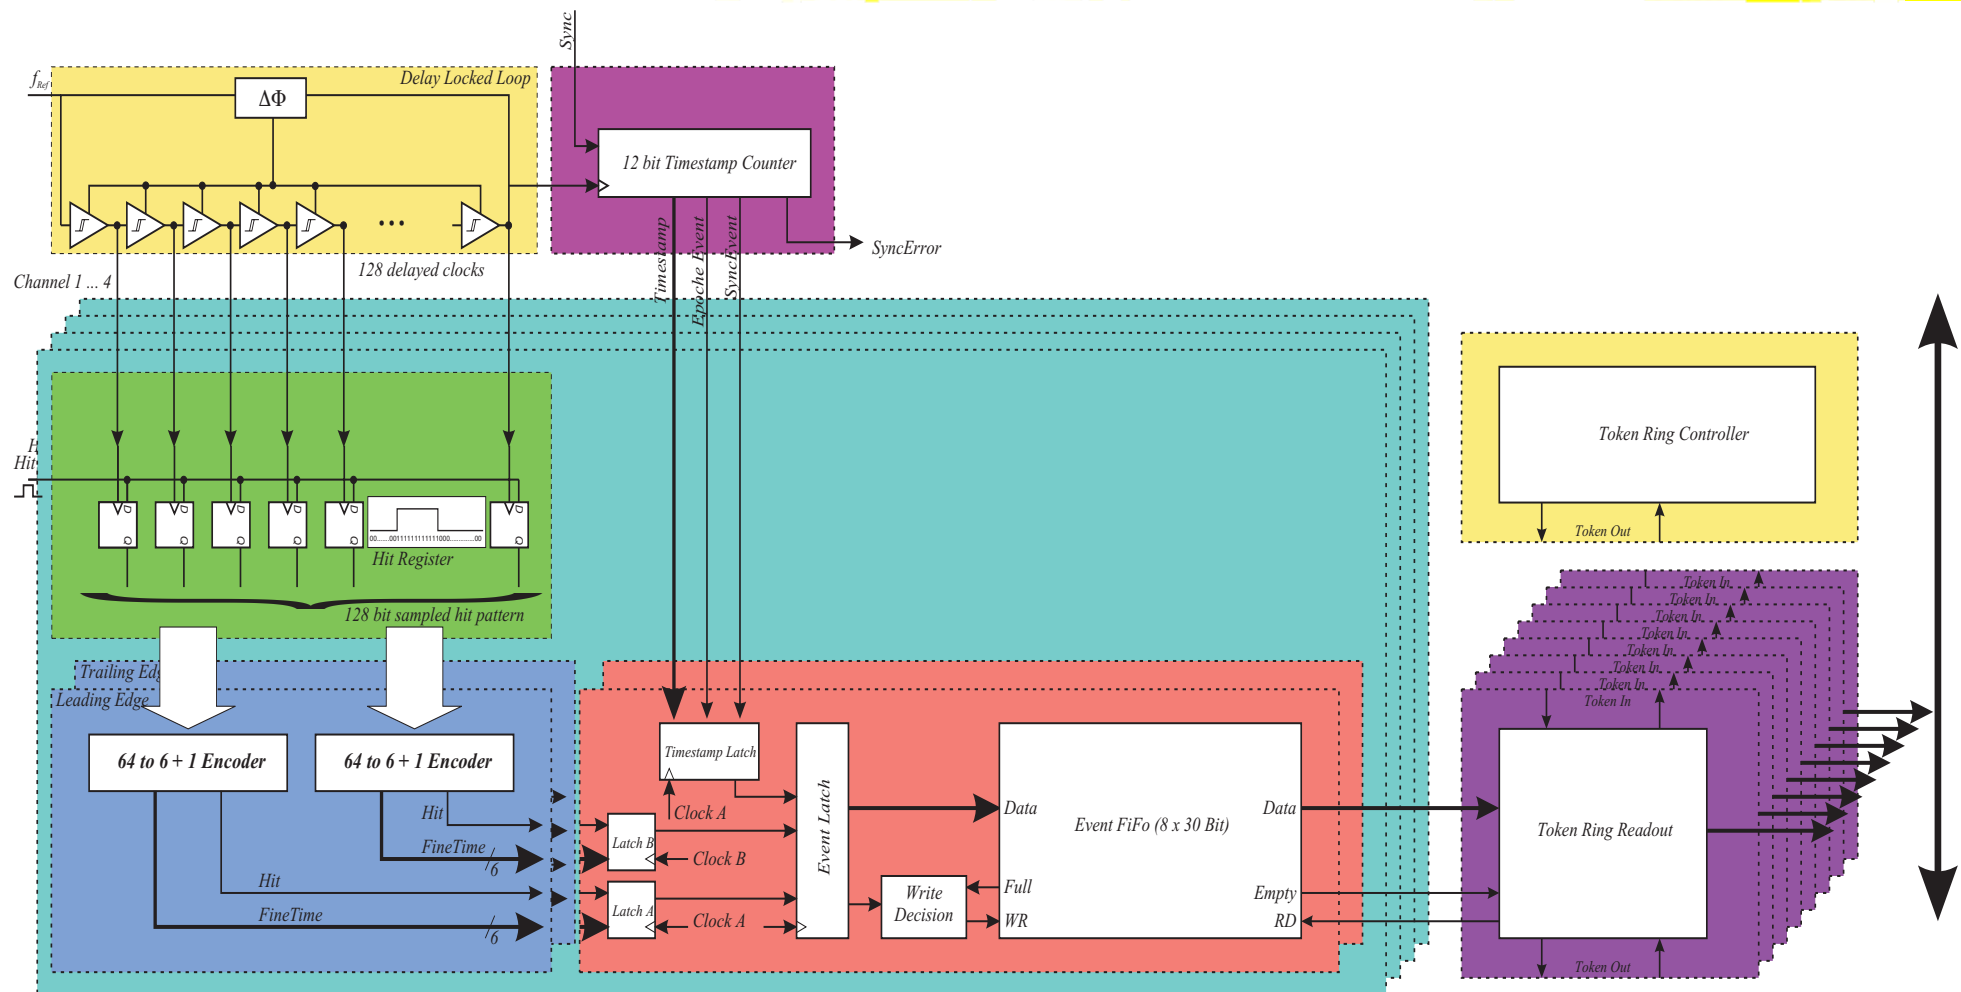 Sync
f Ref
Delay Locked Loop
ΔΦ
12 bit Timestamp Counter
...
Timestamp
Epoche Event
SyncEvent
SyncError
128 delayed clocks
Channel 1 ... 4
Token Ring Controller
H
Hit
Token Out
00......00111111111111000.............00
Hit Register
128 bit sampled hit pattern
Token In
Token In
Token In
Token In
Token In
Token In
Token In
Token In
Trailing Edg
Leading Edge
64 to 6 + 1 Encoder
64 to 6 + 1 Encoder
D
Q
D
Q
D
Q
D
Q
D
Q
D
Q
Timestamp Latch
Clock A
Hit
FineTime
/6
Hit
FineTime
/6
Latch B
Clock B
Latch A
Clock A
Event Latch
Write
Decision
Data
Event FiFo (8 x 30 Bit)
Data
Full
WR
Empty
RD
Token Ring Readout
Token Out